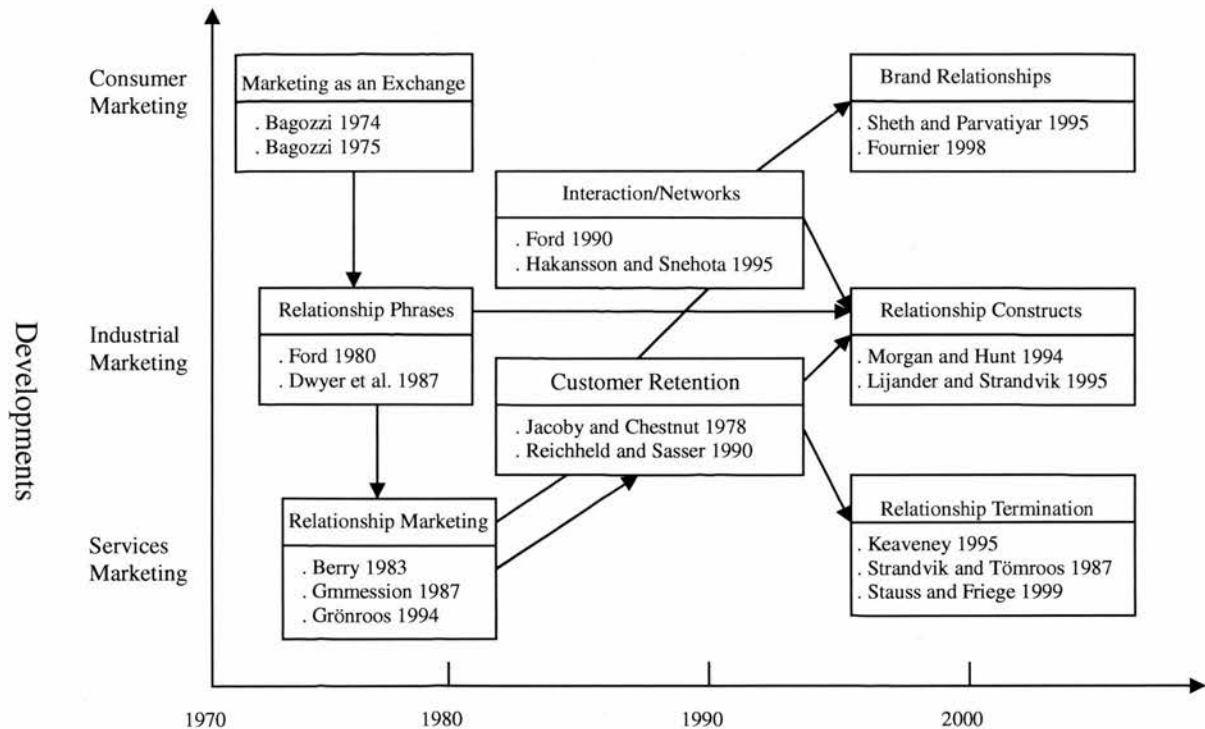 Developments
Consumer
Marketing
Industrial
Marketing
Services
Marketing
Marketing as an Exchange
. Bagozzi 1974
. Bagozzi 1975
Relationship Phrases
. Ford 1980
. Dwyer et al. 1987
Relationship Marketing
. Berry 1983
. Gmmession 1987
. Grönroos 1994
Interaction/Networks
. Ford 1990
. Hakansson and Snehota 1995
Customer Retention
. Jacoby and Chestnut 1978
. Reichheld and Sasser 1990
Brand Relationships
. Sheth and Parvatiyar 1995
. Fournier 1998
Relationship Constructs
. Morgan and Hunt 1994
. Lijander and Strandvik 1995
Relationship Termination
. Keaveney 1995
. Strandvik and Tömroos 1987
. Stauss and Friege 1999
1970
1980
1990
2000